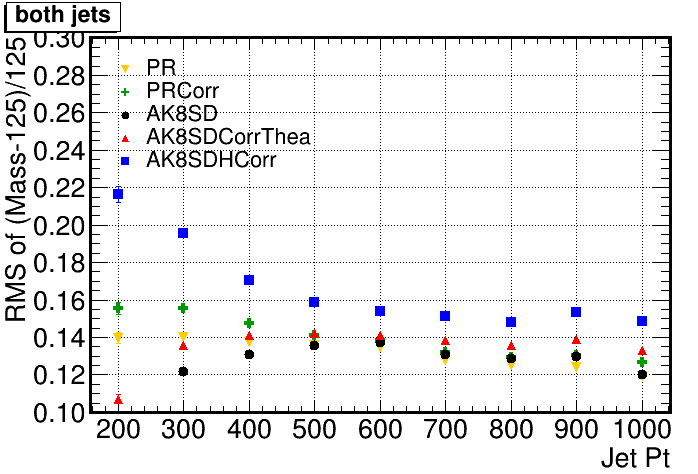 both jets
RMS of (Mass-125)/125
0.30
0.28
0.26
0.24
0.22
0.20
0.18
0.16
0.14
0.12
0.10
PR
PRCorr
AK8SD
AK8SDCorrThea
AK8SDHCorr
200 300 400 500 600 700 800 900 1000
Jet Pt